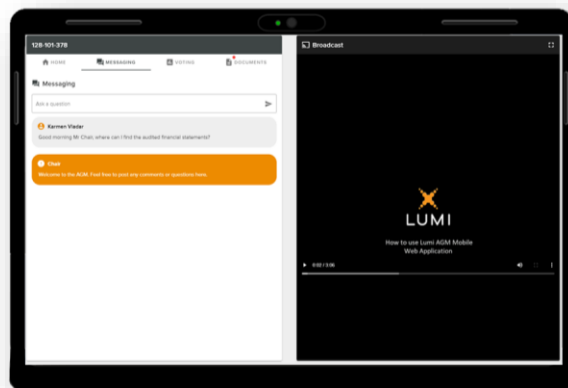 128-101-378
HOME
MESSAGING
VOTING
DOCUMENTS
Messaging
Ask a question
Karmen Vladar
Good morning Mr Chair, where can I find the audited financial statements?
Chair
Welcome to the AGM. Feel free to post any comments or questions here.
Broadcast
LUMI
How to use Lumi AGM Mobile
Web Application
0:02 / 3:06